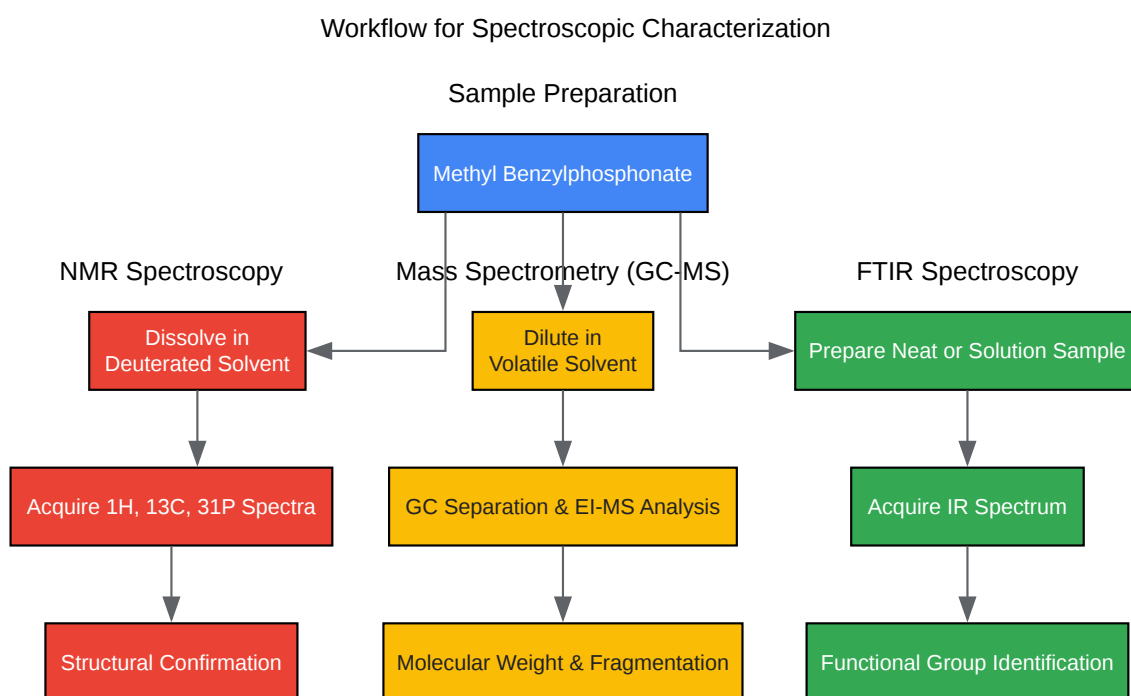 Workflow for Spectroscopic Characterization
Sample Preparation
Methyl Benzylphosphonate
NMR Spectroscopy
Mass Spectrometry (GC-MS)
FTIR Spectroscopy
Dissolve in
Deuterated Solvent
Dilute in
Volatile Solvent
Prepare Neat or Solution Sample
Acquire 1H, 13C, 31P Spectra
GC Separation & EI-MS Analysis
Acquire IR Spectrum
Structural Confirmation
Molecular Weight & Fragmentation
Functional Group Identification